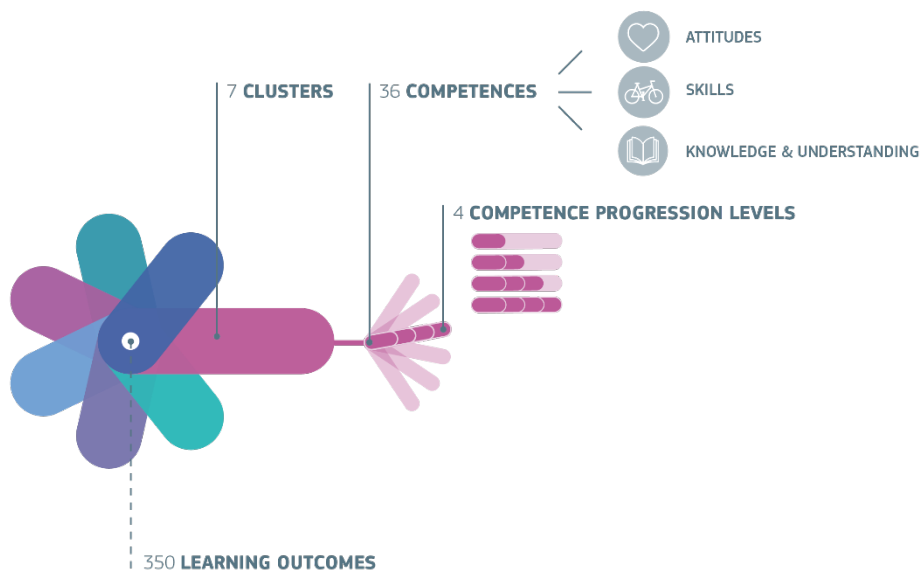 ATTITUDES
7 CLUSTERS
36 COMPETENCES
SKILLS
KNOWLEDGE & UNDERSTANDING
4 COMPETENCE PROGRESSION LEVELS
350 LEARNING OUTCOMES